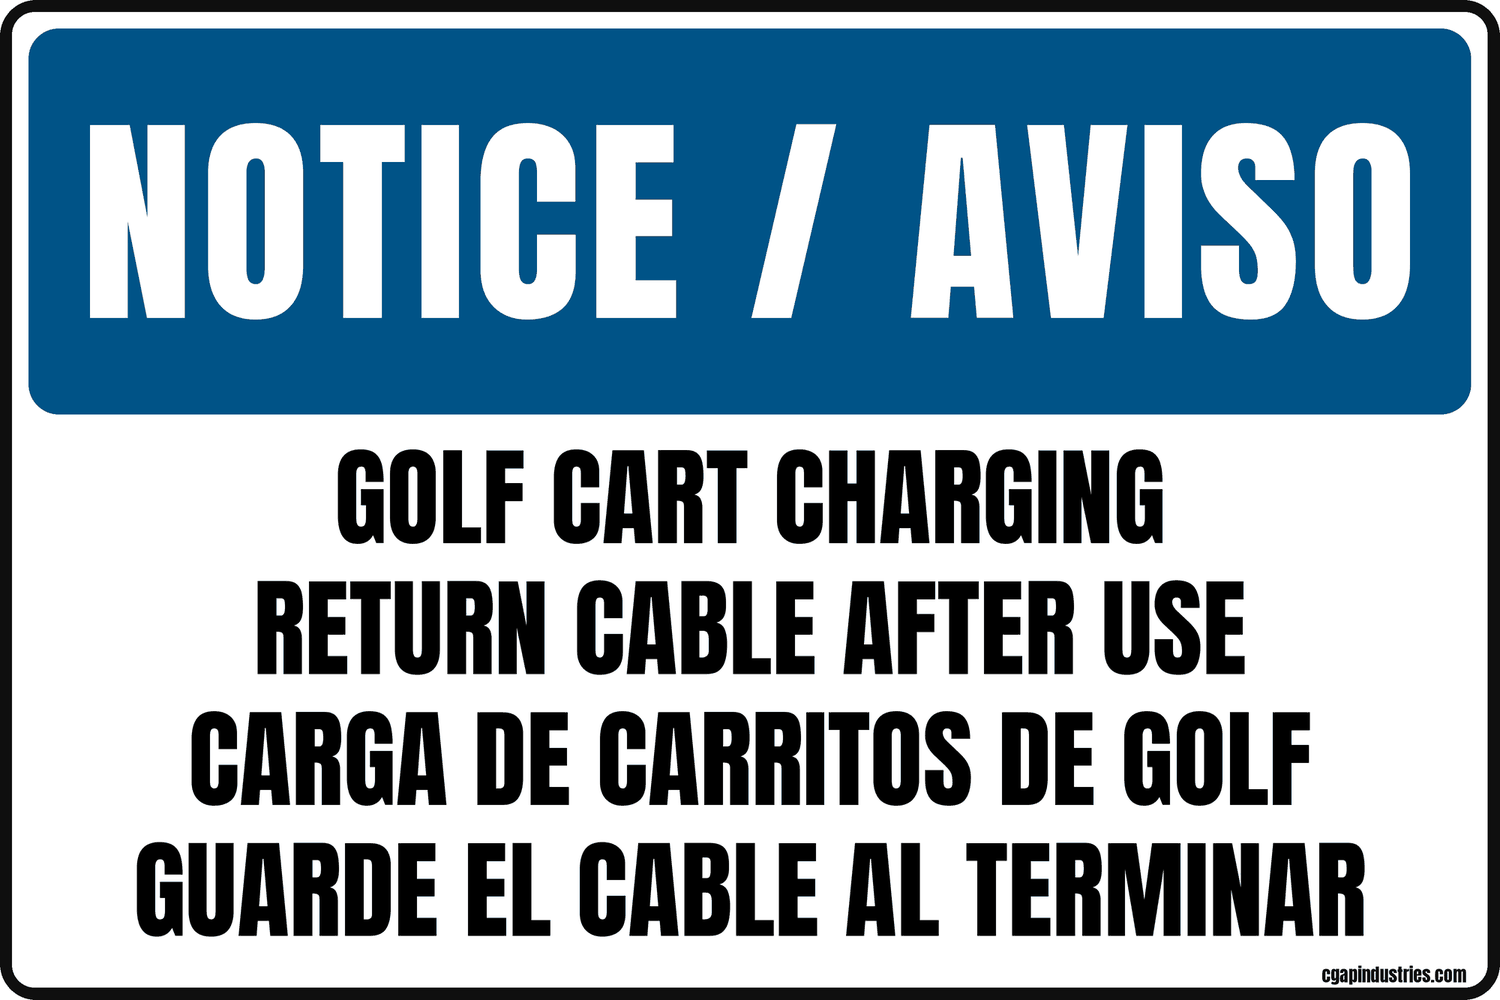 NOTICE / AVISO
GOLF CART CHARGING
RETURN CABLE AFTER USE
CARGA DE CARRITOS DE GOLF
GUARDE EL CABLE AL TERMINAR
cgapindustries.com